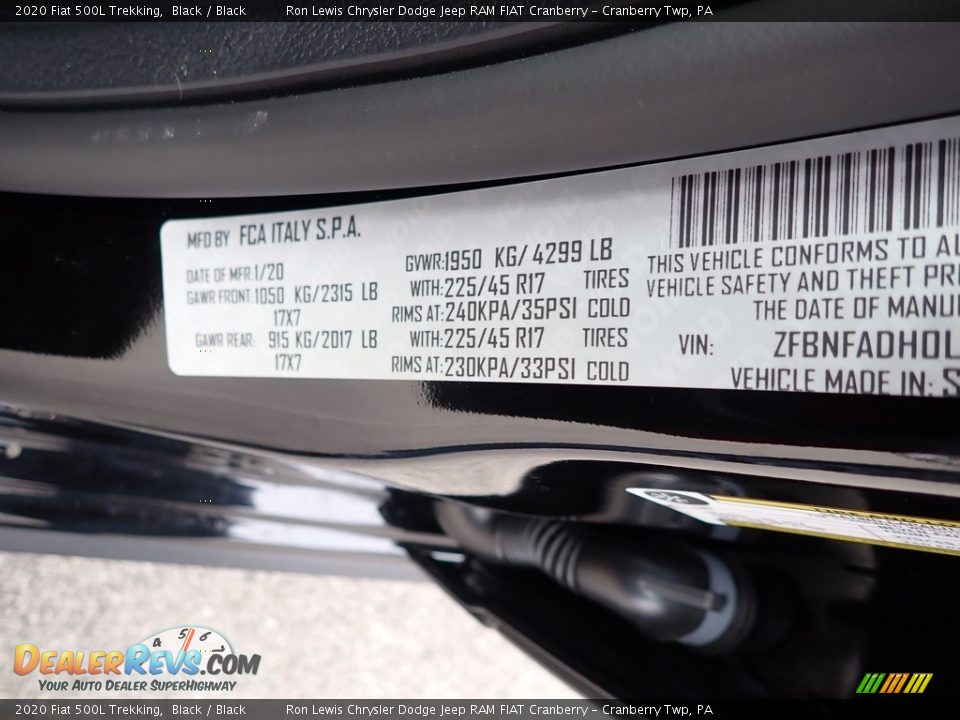 2020 Fiat 500L Trekking, Black / Black Ron Lewis Chrysler Dodge Jeep RAM FIAT Cranberry - Cranberry Twp, PA
MFD BY FCA ITALY S.P.A.
DATE OF MFR:1/20
GAWR FRONT:1050 KG/2315 LB
17X7
GAWR REAR: 915 KG/2017 LB
17X7
GVWR:1950 KG/ 4299 LB
WITH:225/45 R17 TIRES
RIMS AT:240KPA/35PSI COLD
WITH:225/45 R17 TIRES
RIMS AT:230KPA/33PSI COLD
THIS VEHICLE CONFORMS TO
VEHICLE SAFETY AND THEFT
THE DATE OF
VIN: ZFBNFADH0L
VEHICLE MADE IN: S
4 5 6
DEALERREVS.COM
YOUR AUTO DEALER SUPERHIGHWAY
2020 Fiat 500L Trekking, Black / Black Ron Lewis Chrysler Dodge Jeep RAM FIAT Cranberry - Cranberry Twp, PA